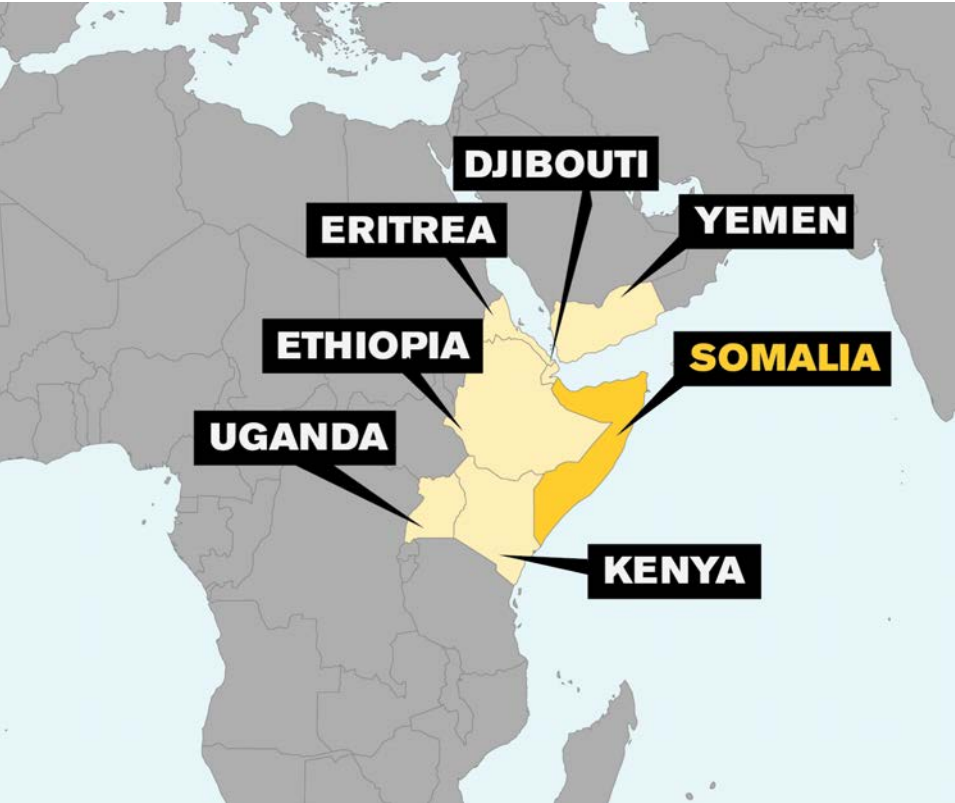 DJIBOUTI
YEMEN
ERITREA
ETHIOPIA
SOMALIA
UGANDA
KENYA